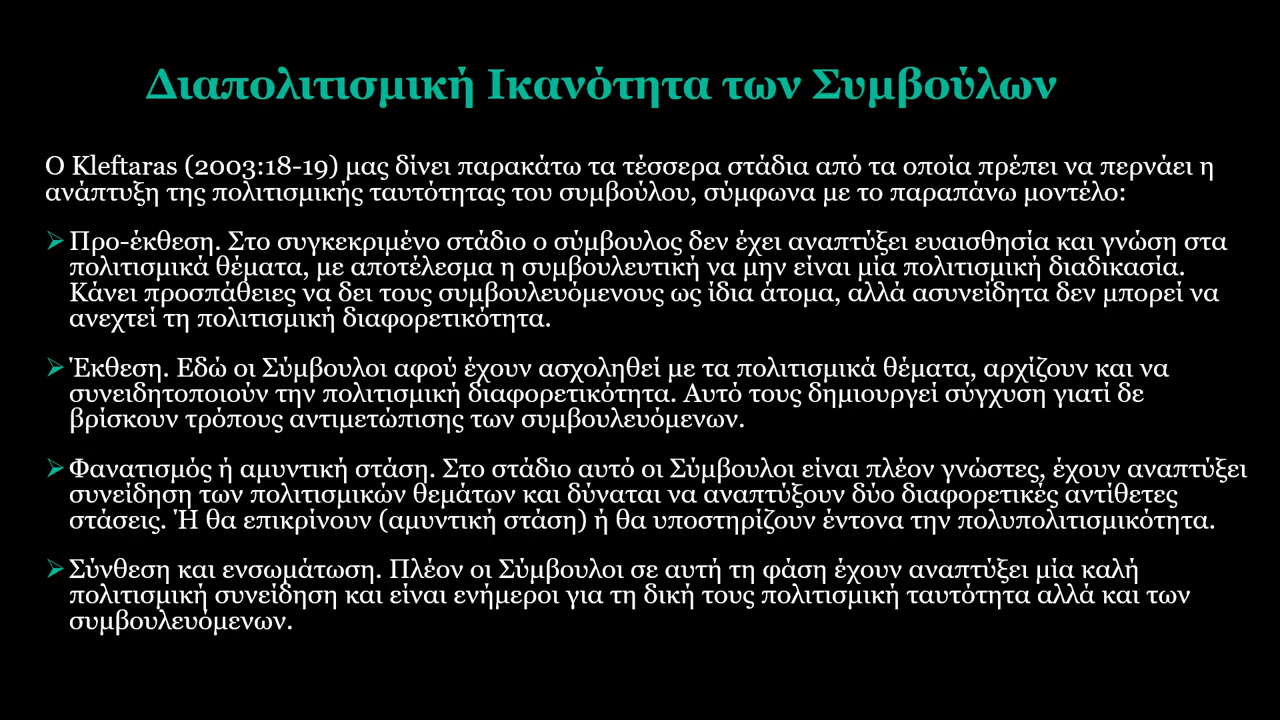 Διαπολιτισμική Ικανότητα των Συμβούλων
Ο Kleftaras (2003:18-19) μας δίνει παρακάτω τα τέσσερα στάδια από τα οποία πρέπει να περνάει η
ανάπτυξη της πολιτισμικής ταυτότητας του συμβούλου, σύμφωνα με το παραπάνω μοντέλο:
➢ Προ-έκθεση. Στο συγκεκριμένο στάδιο ο σύμβουλος δεν έχει αναπτύξει ευαισθησία και γνώση στα
πολιτισμικά θέματα, με αποτέλεσμα η συμβουλευτική να μην είναι μία πολιτισμική διαδικασία.
Κάνει προσπάθειες να δει τους συμβουλευόμενους ως ίδια άτομα, αλλά ασυνείδητα δεν μπορεί να
ανεχτεί τη πολιτισμική διαφορετικότητα.
➢ Έκθεση. Εδώ οι Σύμβουλοι αφού έχουν ασχοληθεί με τα πολιτισμικά θέματα, αρχίζουν και να
συνειδητοποιούν την πολιτισμική διαφορετικότητα. Αυτό τους δημιουργεί σύγχυση γιατί δε
βρίσκουν τρόπους αντιμετώπισης των συμβουλευόμενων.
➢ Φανατισμός ή αμυντική στάση. Στο στάδιο αυτό οι Σύμβουλοι είναι πλέον γνώστες, έχουν αναπτύξει
συνείδηση των πολιτισμικών θεμάτων και δύναται να αναπτύξουν δύο διαφορετικές αντίθετες
στάσεις. Ή θα επικρίνουν (αμυντική στάση) ή θα υποστηρίζουν έντονα την πολυπολιτισμικότητα.
➢ Σύνθεση και ενσωμάτωση. Πλέον οι Σύμβουλοι σε αυτή τη φάση έχουν αναπτύξει μία καλή
πολιτισμική συνείδηση και είναι ενήμεροι για τη δική τους πολιτισμική ταυτότητα αλλά και των
συμβουλευόμενων.